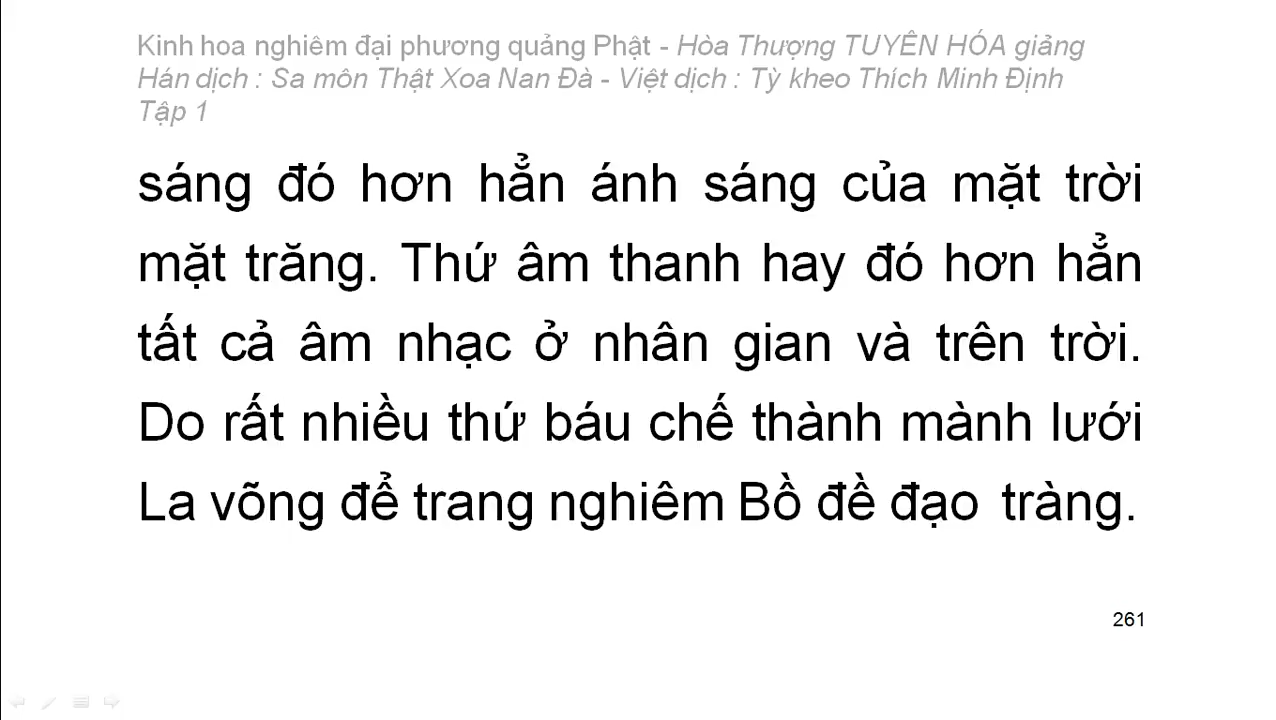 Kinh hoa nghiêm đại phương quảng Phật - Hòa Thượng TUYÊN HÓA giảng
Hán dịch : Sa môn Thật Xoa Nan Đà - Việt dịch : Tỳ kheo Thích Minh Định
Tập 1
sáng đó hơn hẳn ánh sáng của mặt trời
mặt trăng. Thứ âm thanh hay đó hơn hẳn
tất cả âm nhạc ở nhân gian và trên trời.
Do rất nhiều thứ báu chế thành mành lưới
La võng để trang nghiêm Bồ đề đạo tràng.
261